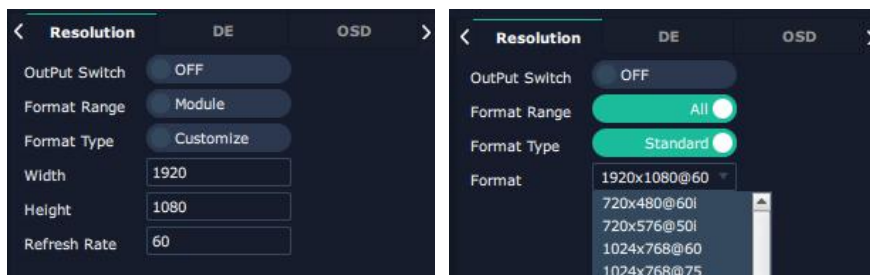 Resolution DE OSD
OutPut Switch OFF
Format Range Module
Format Type Customize
Width 1920
Height 1080
Refresh Rate 60
Resolution DE OSD
OutPut Switch OFF
Format Range All
Format Type Standard
Format 1920x1080@60
720x480@60i
720x576@50i
1024x768@60
1024x768@75